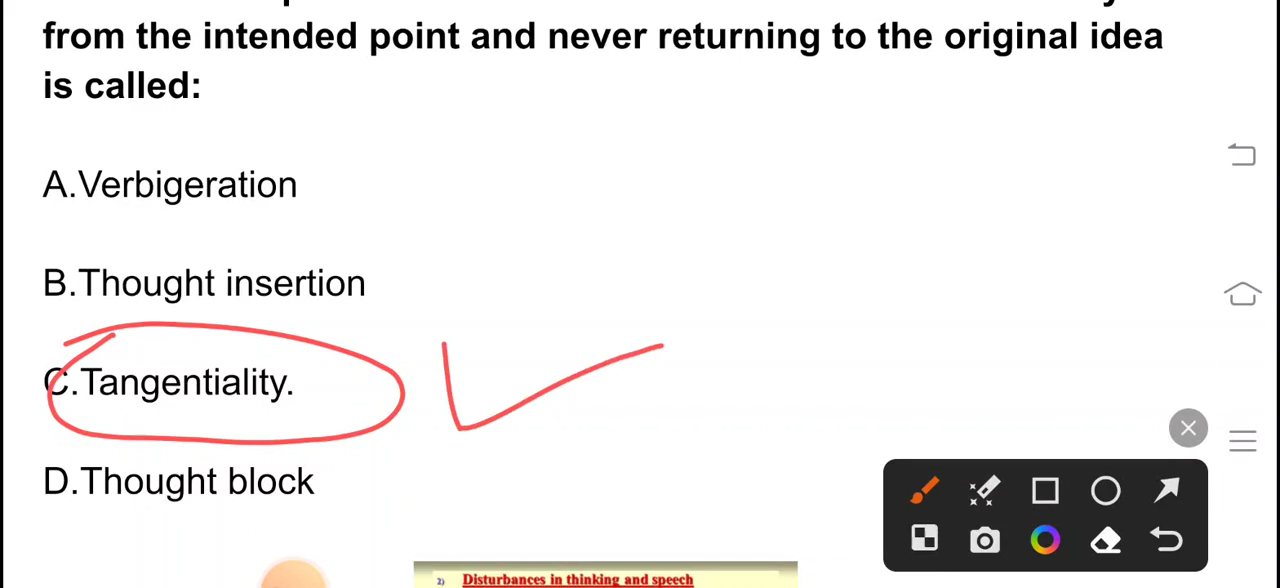 from the intended point and never returning to the original idea
is called:
A.Verbigeration
B.Thought insertion
C.Tangentiality.
D.Thought block
2) Disturbances in thinking and speech